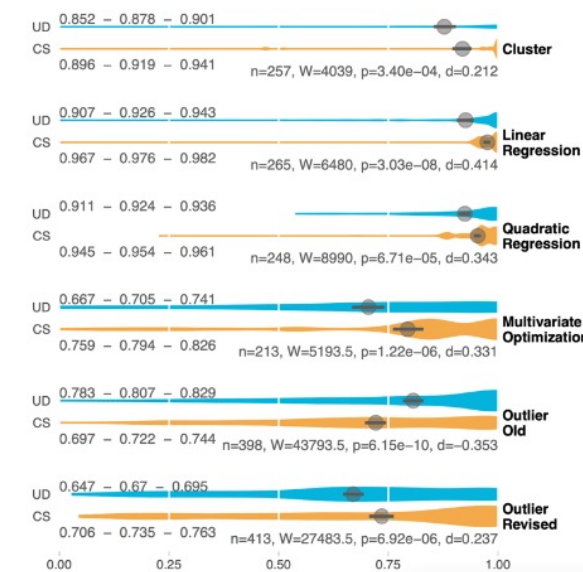 0.852 − 0.878 − 0.901
UD
CS
Cluster
0.896 − 0.919 − 0.941
n=257, W=4039, p=3.40e−04, d=0.212
0.907 − 0.926 − 0.943
UD
CS
Linear
Regression
0.967 − 0.976 − 0.982
n=265, W=6480, p=3.03e−08, d=0.414
0.911 − 0.924 − 0.936
UD
CS
Quadratic
Regression
0.945 − 0.954 − 0.961
n=248, W=8990, p=6.71e−05, d=0.343
0.667 − 0.705 − 0.741
UD
CS
Multivariate
Optimization
0.759 − 0.794 − 0.826
n=213, W=5193.5, p=1.22e−06, d=0.331
0.783 − 0.807 − 0.829
UD
CS
Outlier
Old
0.697 − 0.722 − 0.744
n=398, W=43793.5, p=6.15e−10, d=−0.353
0.647 − 0.67 − 0.695
UD
CS
Outlier
Revised
0.706 − 0.735 − 0.763
n=413, W=27483.5, p=6.92e−06, d=0.237
0.00 0.25 0.50 0.75 1.00